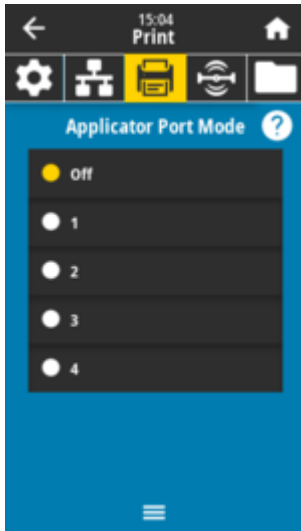 15:04
Print
Applicator Port Mode ?
Off
1
2
3
4